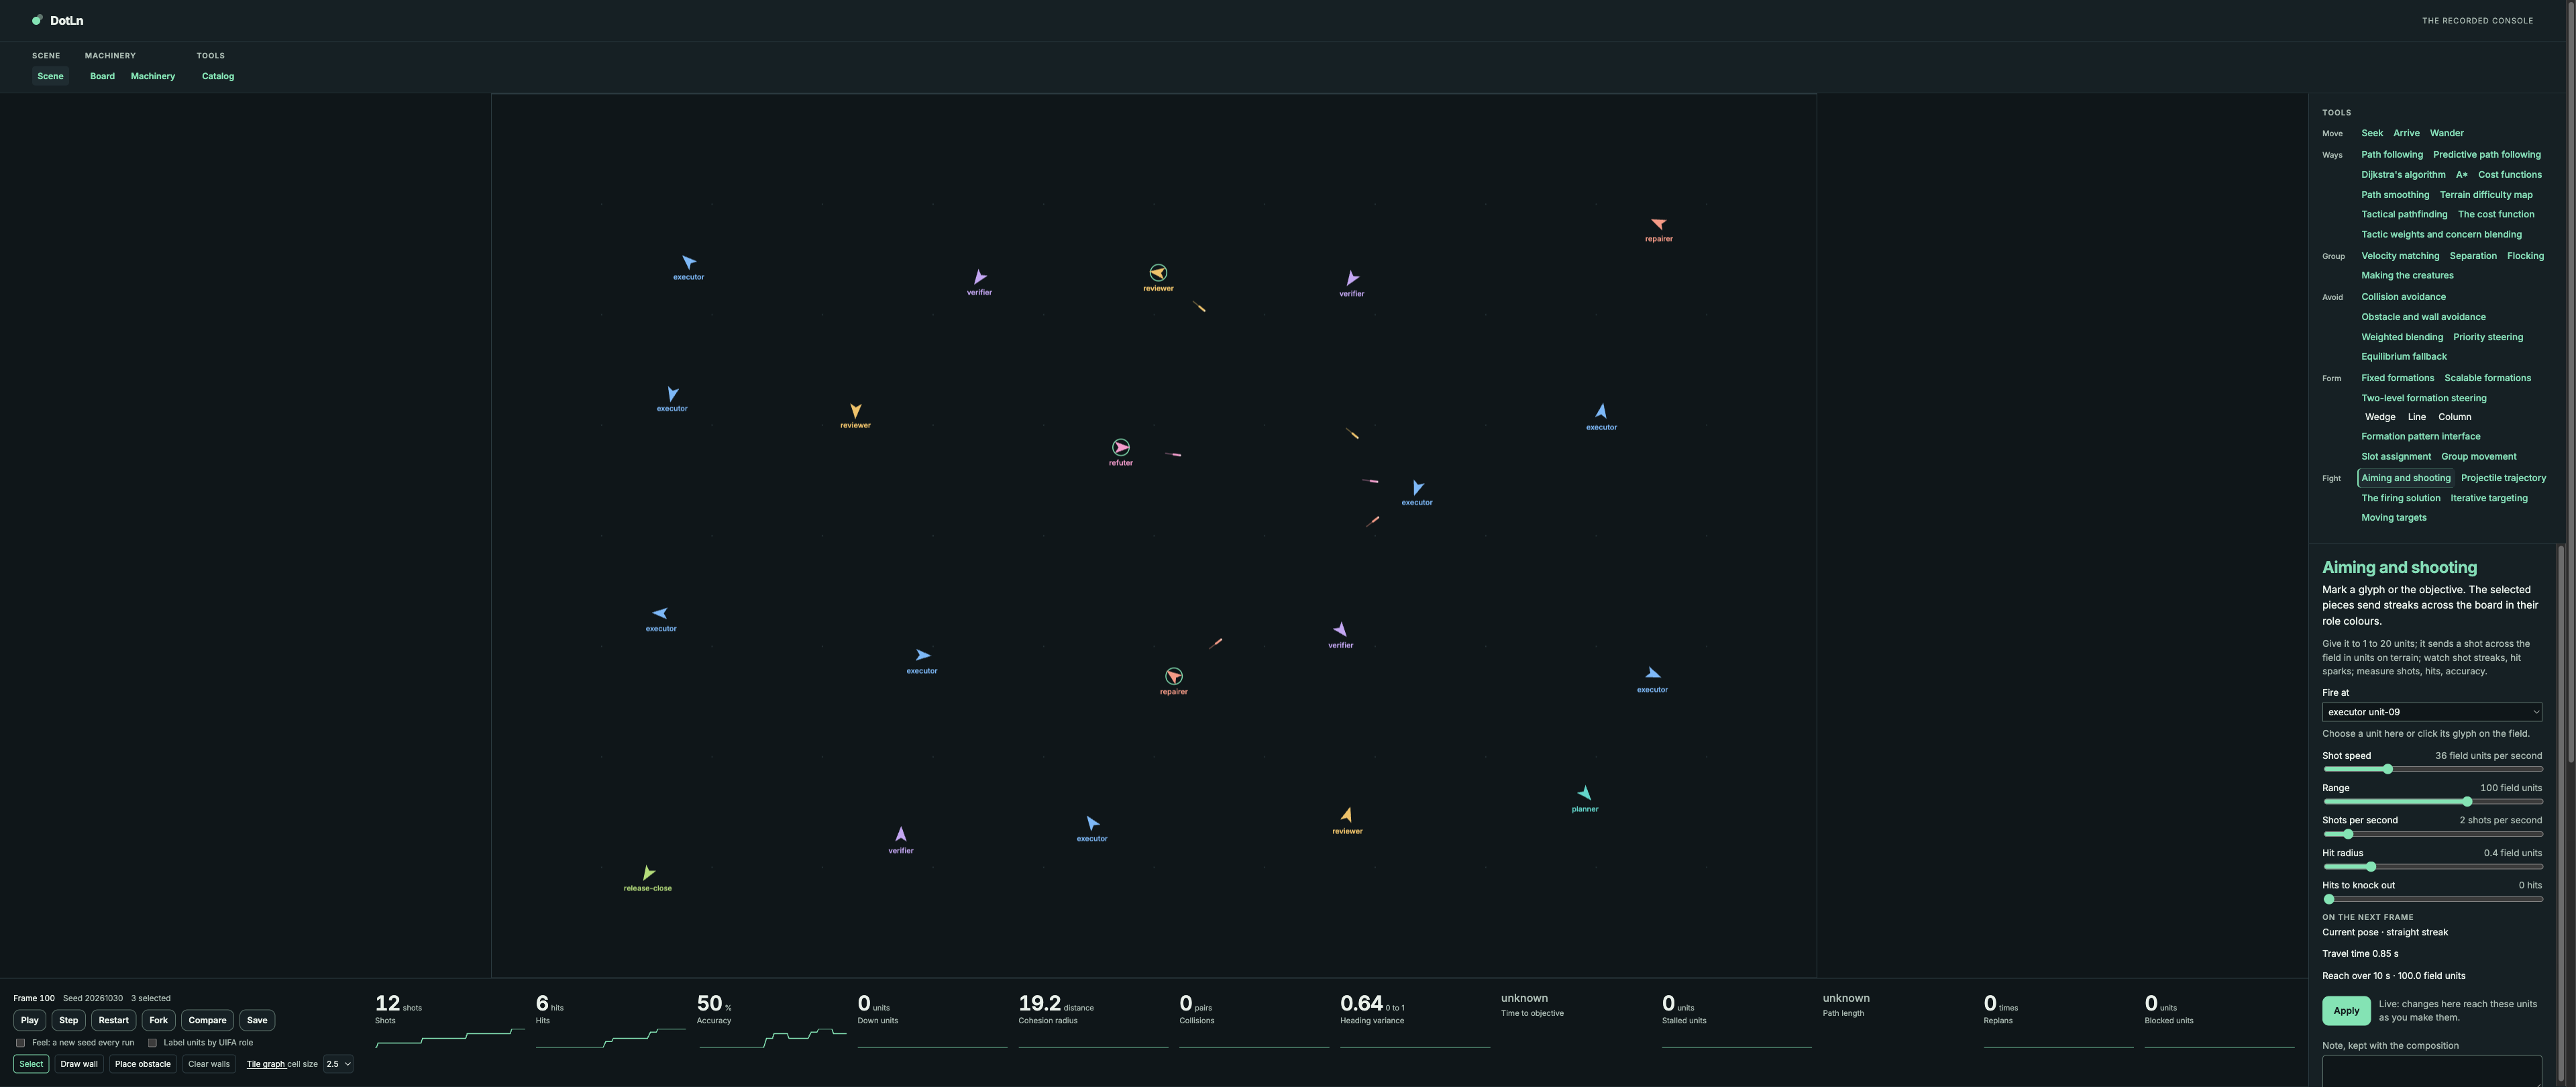 DotLn
THE RECORDED CONSOLE
SCENE MACHINERY TOOLS
Scene Board Machinery Catalog
repairer
executor
verifier
reviewer
verifier
executor
reviewer
executor
refuter
executor
executor
verifier
executor
repairer
executor
planner
executor
reviewer
verifier
release-close
TOOLS
Move Seek Arrive Wander
Ways Path following Predictive path following
Dijkstra's algorithm A* Cost functions
Path smoothing Terrain difficulty map
Tactical pathfinding The cost function
Tactic weights and concern blending
Group Velocity matching Separation Flocking
Making the creatures
Avoid Collision avoidance
Obstacle and wall avoidance
Weighted blending Priority steering
Equilibrium fallback
Form Fixed formations Scalable formations
Two-level formation steering
Wedge Line Column
Formation pattern interface
Slot assignment Group movement
Fight Aiming and shooting Projectile trajectory
The firing solution Iterative targeting
Moving targets
Aiming and shooting
Mark a glyph or the objective. The selected
pieces send streaks across the board in their
role colours.
Give it to 1 to 20 units; it sends a shot across the
field in units on terrain; watch shot streaks, hit
sparks; measure shots, hits, accuracy.
Fire at
executor unit-09
Choose a unit here or click its glyph on the field.
Shot speed 36 field units per second
Range 100 field units
Shots per second 2 shots per second
Hit radius 0.4 field units
Hits to knock out 0 hits
ON THE NEXT FRAME
Current pose · straight streak
Travel time 0.85 s
Reach over 10 s · 100.0 field units
Apply
Live: changes here reach these units
as you make them.
Note, kept with the composition
Frame 100 Seed 20261030 3 selected
Play Step Restart Fork Compare Save
Feel: a new seed every run Label units by UIFA role
Select Draw wall Place obstacle Clear walls Tile graph cell size 2.5
12 shots
Shots
6 hits
Hits
50 %
Accuracy
0 units
Down units
19.2 distance
Cohesion radius
0 pairs
Collisions
0.64 0 to 1
Heading variance
unknown
Time to objective
0 units
Stalled units
unknown
Path length
0 times
Replans
0 units
Blocked units